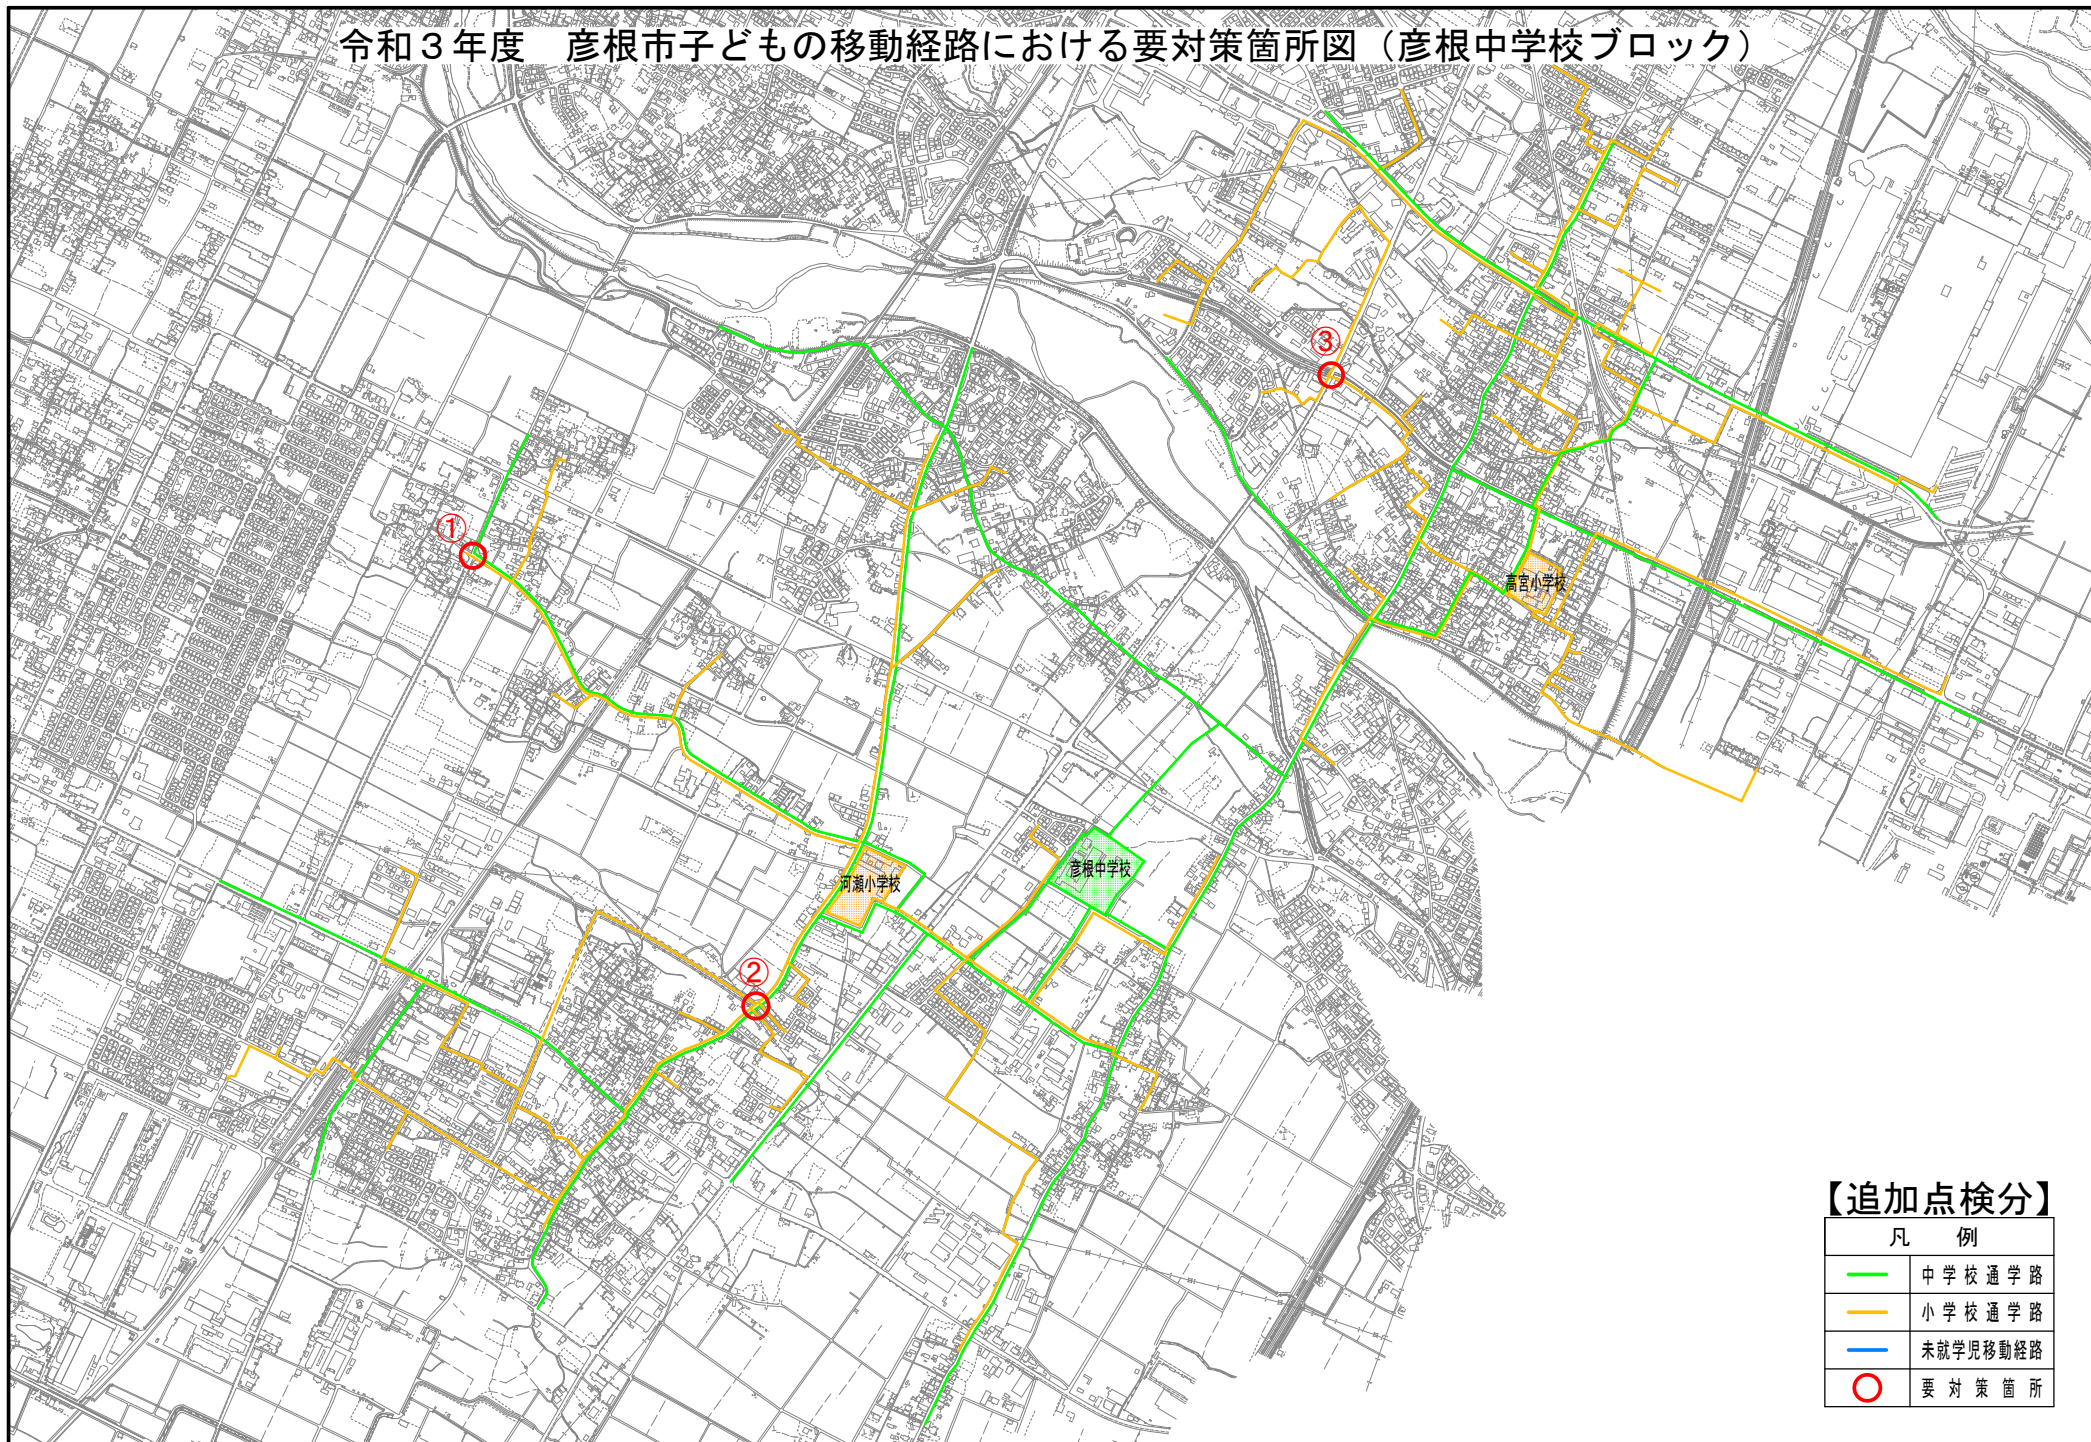 令和３年度　彦根市子どもの移動経路における要対策箇所図（彦根中学校ブロック）
③
①
高宮小学校
彦根中学校
河瀬小学校
②
【追加点検分】
凡　例
中学校通学路
小学校通学路
未就学児移動経路
要対策箇所